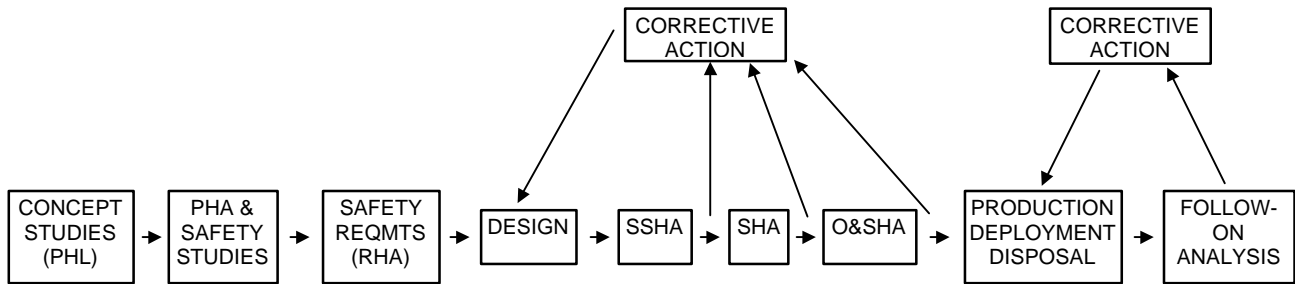 CORRECTIVE
ACTION
CORRECTIVE
ACTION
CONCEPT
STUDIES
(PHL)
PHA &
SAFETY
STUDIES
SAFETY
REQMTS
(RHA)
DESIGN
SSHA
SHA
O&SHA
PRODUCTION
DEPLOYMENT
DISPOSAL
FOLLOW-
ON
ANALYSIS